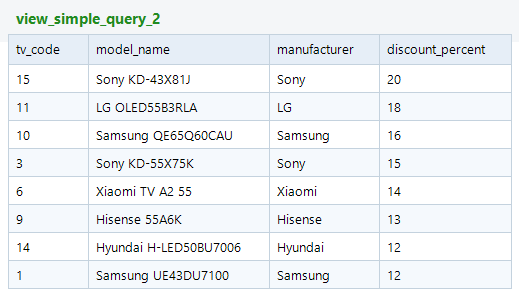 view_simple_query_2
tv_code model_name manufacturer discount_percent
15 Sony KD-43X81J Sony 20
11 LG OLED55B3RLA LG 18
10 Samsung QE65Q60CAU Samsung 16
3 Sony KD-55X75K Sony 15
6 Xiaomi TV A2 55 Xiaomi 14
9 Hisense 55A6K Hisense 13
14 Hyundai H-LED50BU7006 Hyundai 12
1 Samsung UE43DU7100 Samsung 12